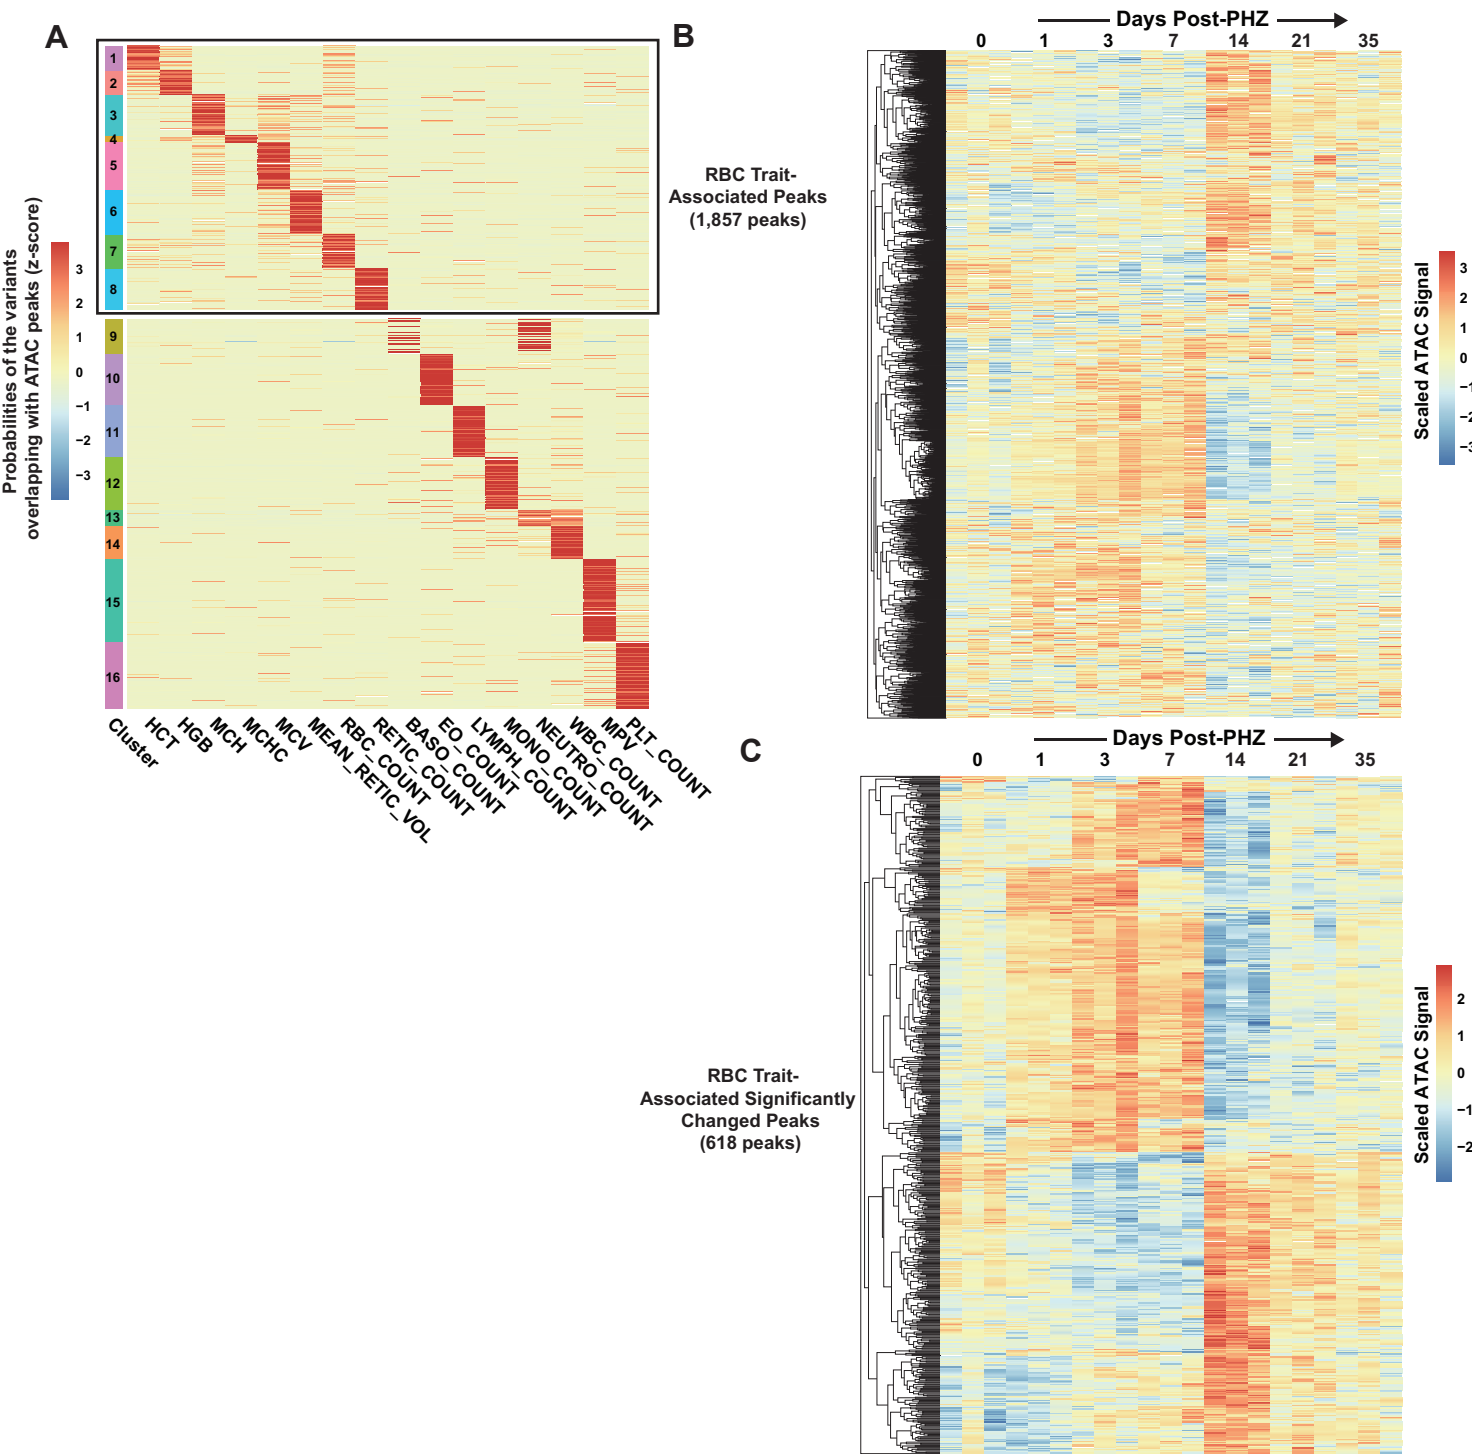 A
Probabilities of the variants
overlapping with ATAC peaks (z-score)
3
2
1
0
−1
−2
−3
1
2
3
4
5
6
7
8
9
10
11
12
13
14
15
16
Cluster
HCT
HGB
MCH
MCHC
MCV
MEAN_RETIC_VOL
RBC_COUNT
RETIC_COUNT
BASO_COUNT
EO_COUNT
LYMPH_COUNT
MONO_COUNT
NEUTRO_COUNT
WBC_COUNT
MPV_COUNT
PLT_COUNT
B
Days Post-PHZ
0 1 3 7 14 21 35
RBC Trait-
Associated Peaks
(1,857 peaks)
Scaled ATAC Signal
3
2
1
0
−1
−2
−3
C
Days Post-PHZ
0 1 3 7 14 21 35
RBC Trait-
Associated Significantly
Changed Peaks
(618 peaks)
Scaled ATAC Signal
2
1
0
−1
−2